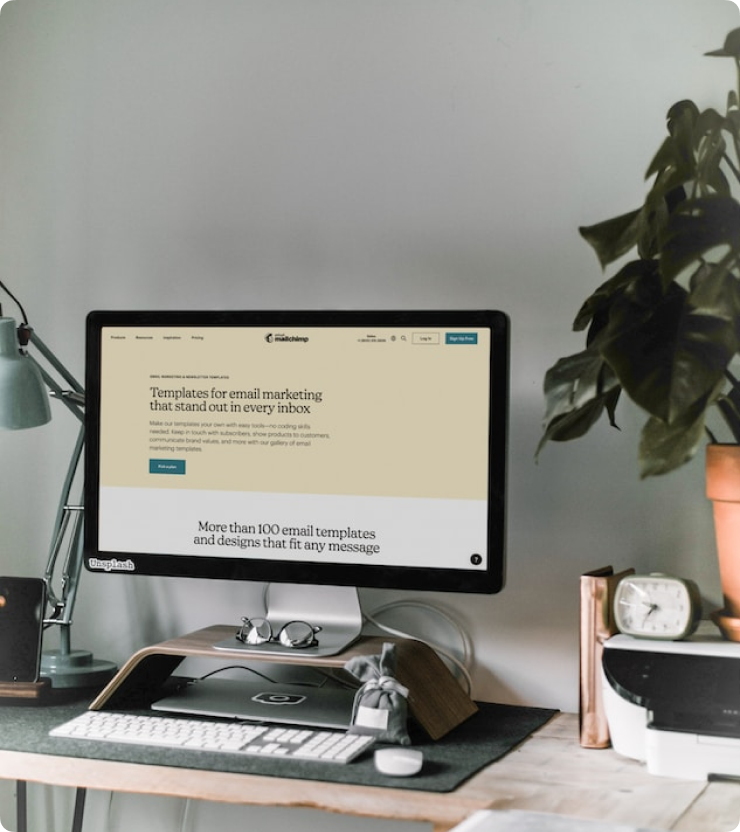 Products Resources Inspiration Pricing
mailchimp
Sales:
Log In
Sign Up Free
EMAIL MARKETING & NEWSLETTER TEMPLATES
Templates for email marketing
that stand out in every inbox
Make our templates your own with easy tools—no coding skills
needed. Keep in touch with subscribers, show products to customers,
communicate brand values, and more with our gallery of email
marketing templates.
Pick a plan
More than 100 email templates
and designs that fit any message
?
Unsplash